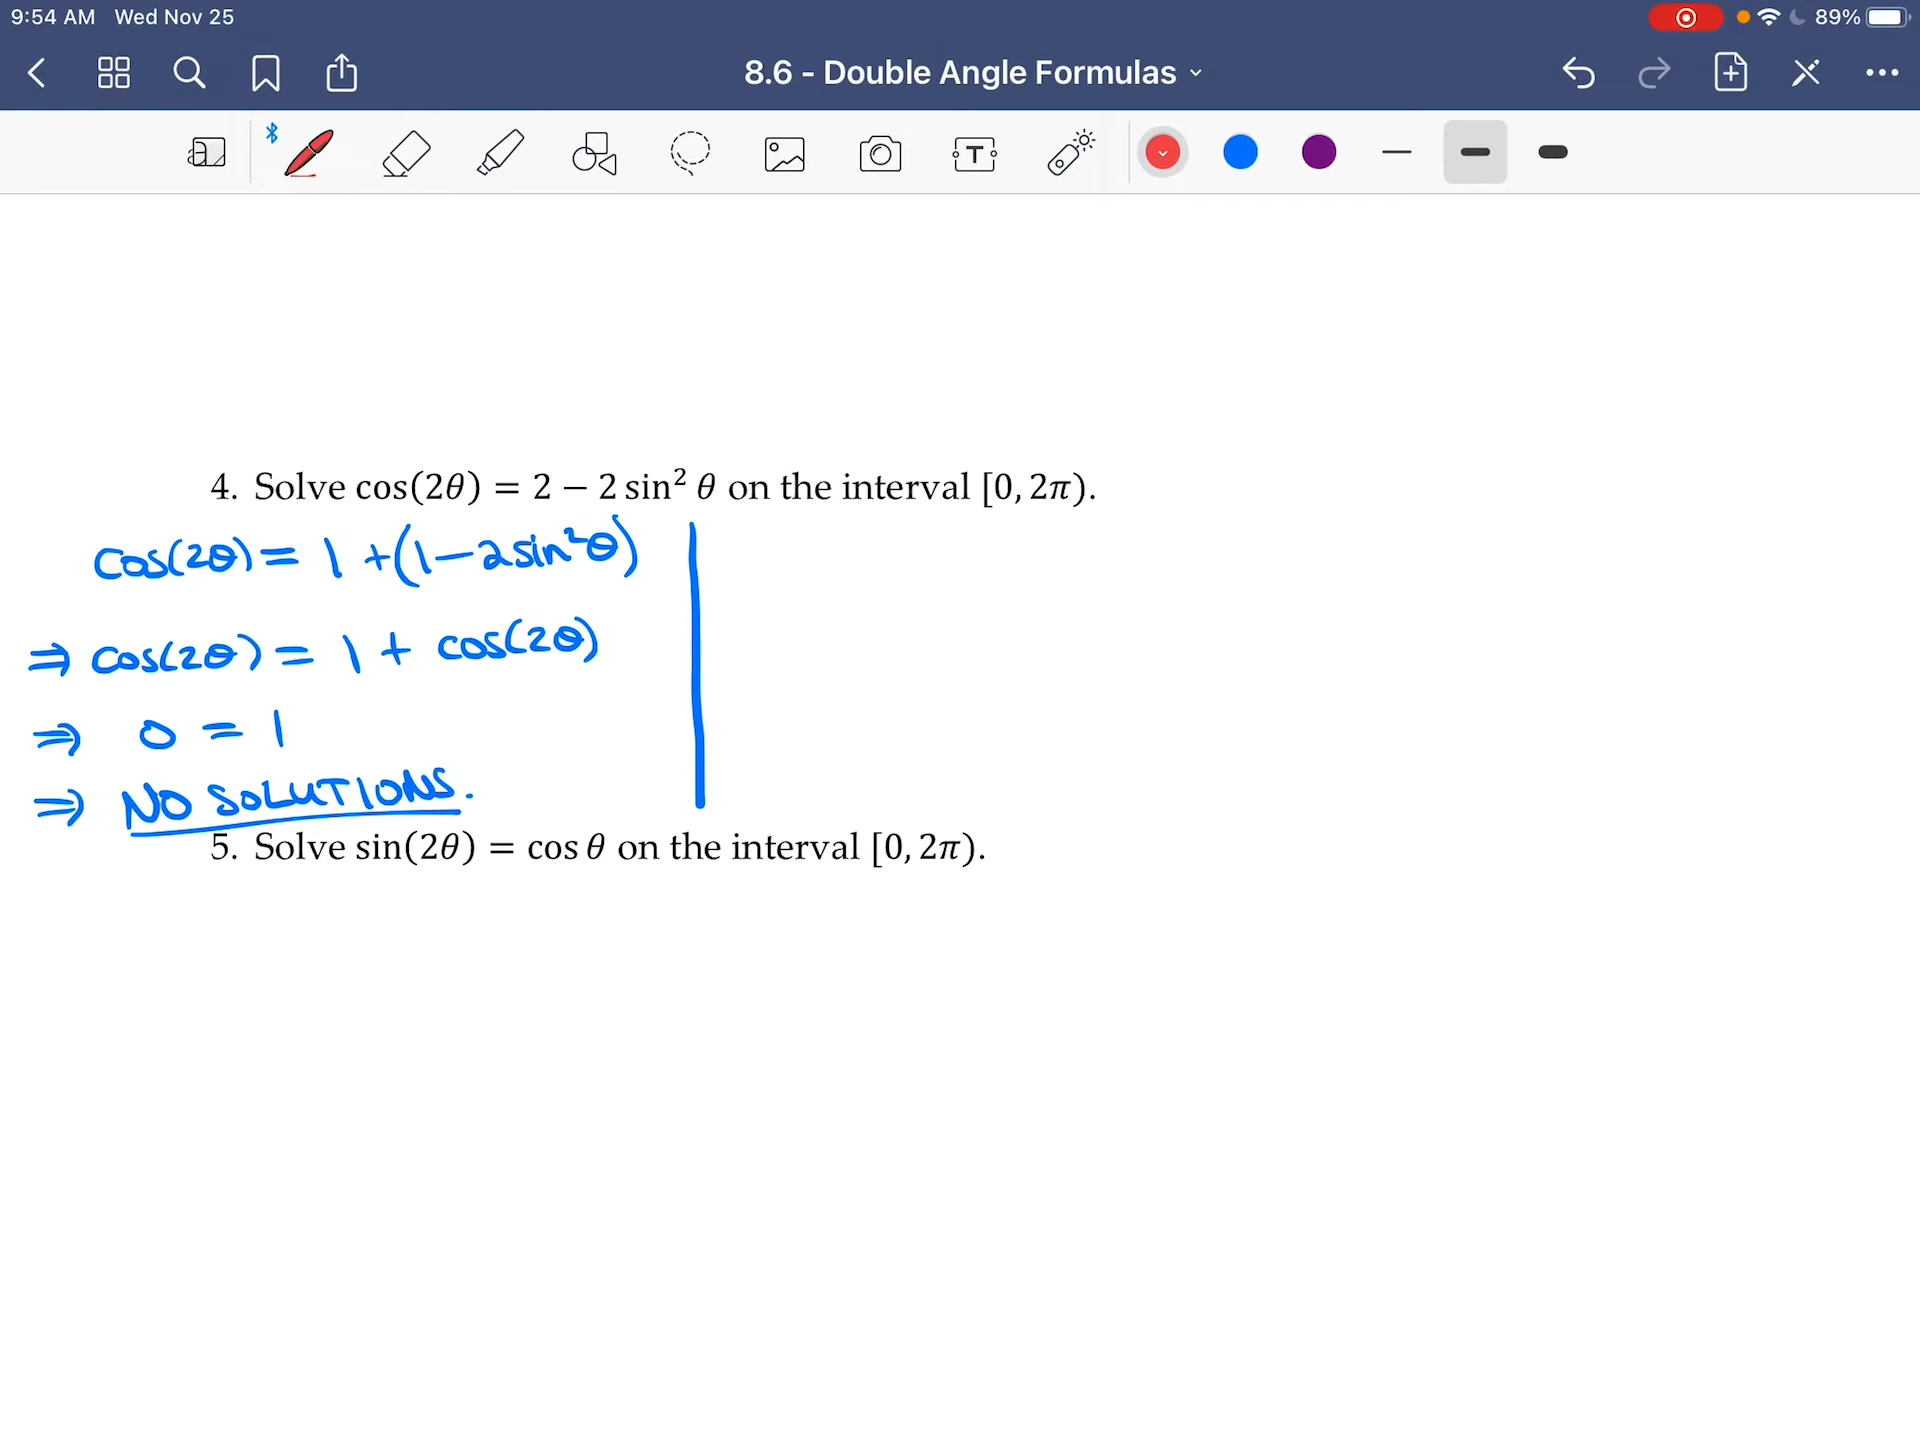 9:54 AM Wed Nov 25
89%
8.6 - Double Angle Formulas
4. Solve cos(2θ) = 2 − 2 sin² θ on the interval [0, 2π).
cos(2θ) = 1 + (1 − 2sin²θ)
⇒ cos(2θ) = 1 + cos(2θ)
⇒ 0 = 1
⇒ NO SOLUTIONS.
5. Solve sin(2θ) = cos θ on the interval [0, 2π).